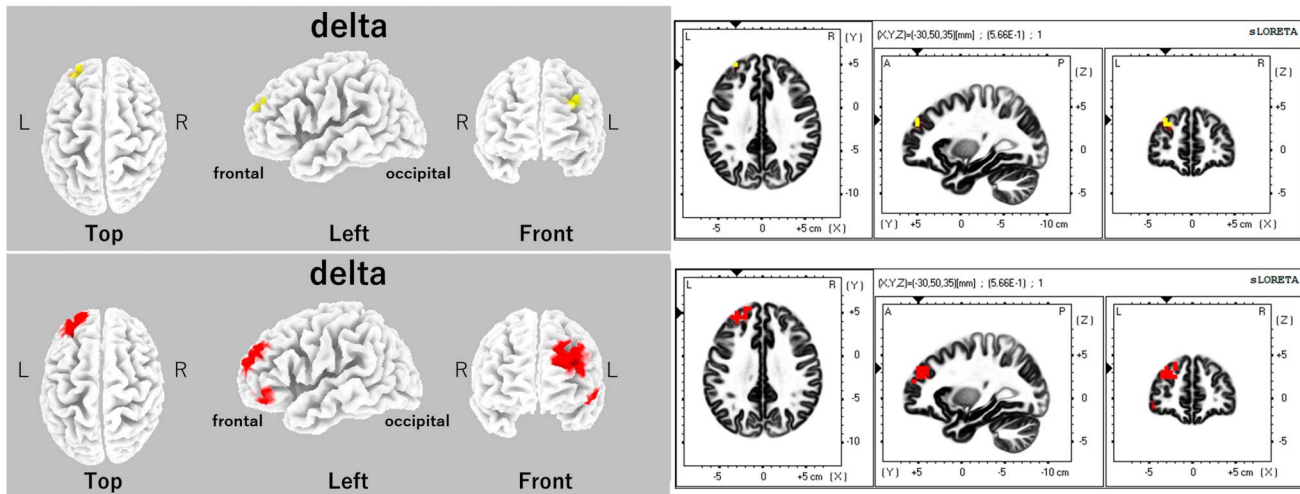 delta
L R R L
frontal occipital
Top Left Front
sLORETA
(X,Y,Z)=(-30,50,35)[mm] ; (5.66E-1) ; 1
L R (Y)
+5
0
-5
-10
-5 0 +5 cm (X)
A P (Z)
+5
0
-5
(Y) +5 0 -5 -10 cm
L R (Z)
+5
0
-5
-5 0 +5 cm (X)
delta
L R R L
frontal occipital
Top Left Front
sLORETA
(X,Y,Z)=(-30,50,35)[mm] ; (5.66E-1) ; 1
L R (Y)
+5
0
-5
-10
-5 0 +5 cm (X)
A P (Z)
+5
0
-5
(Y) +5 0 -5 -10 cm
L R (Z)
+5
0
-5
-5 0 +5 cm (X)